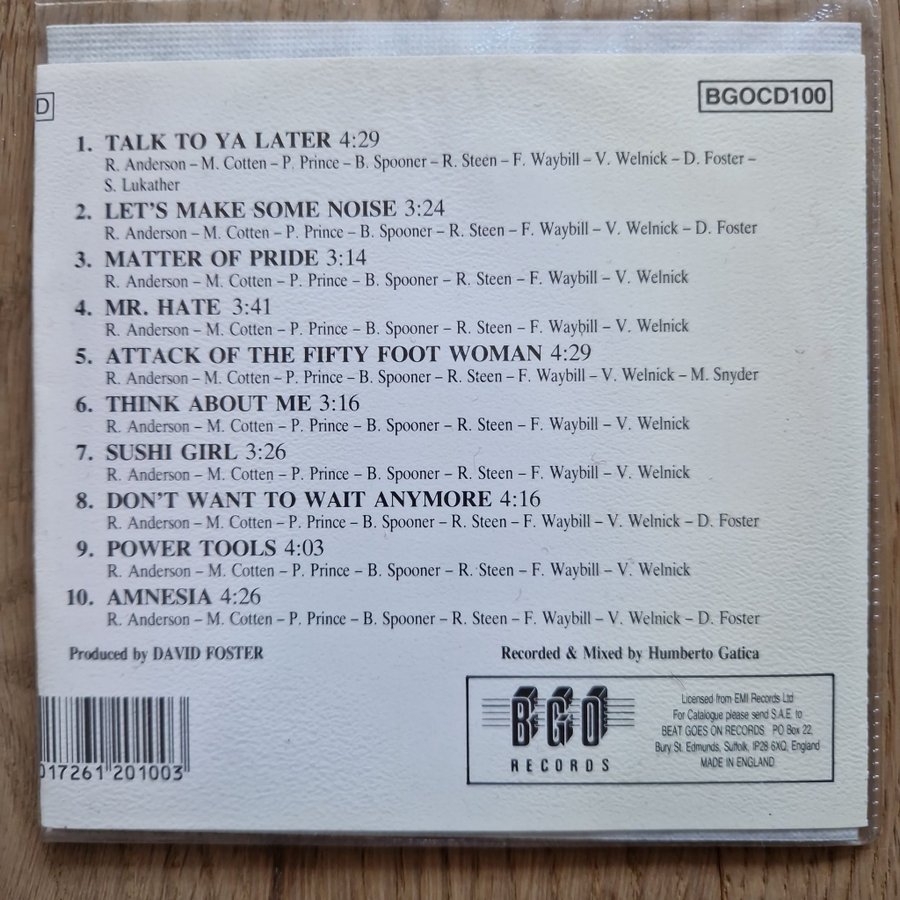 D
BGOCD100
1. TALK TO YA LATER 4:29
R. Anderson – M. Cotten – P. Prince – B. Spooner – R. Steen – F. Waybill – V. Welnick – D. Foster –
S. Lukather
2. LET'S MAKE SOME NOISE 3:24
R. Anderson – M. Cotten – P. Prince – B. Spooner – R. Steen – F. Waybill – V. Welnick – D. Foster
3. MATTER OF PRIDE 3:14
R. Anderson – M. Cotten – P. Prince – B. Spooner – R. Steen – F. Waybill – V. Welnick
4. MR. HATE 3:41
R. Anderson – M. Cotten – P. Prince – B. Spooner – R. Steen – F. Waybill – V. Welnick
5. ATTACK OF THE FIFTY FOOT WOMAN 4:29
R. Anderson – M. Cotten – P. Prince – B. Spooner – R. Steen – F. Waybill – V. Welnick – M. Snyder
6. THINK ABOUT ME 3:16
R. Anderson – M. Cotten – P. Prince – B. Spooner – R. Steen – F. Waybill – V. Welnick
7. SUSHI GIRL 3:26
R. Anderson – M. Cotten – P. Prince – B. Spooner – R. Steen – F. Waybill – V. Welnick
8. DON'T WANT TO WAIT ANYMORE 4:16
R. Anderson – M. Cotten – P. Prince – B. Spooner – R. Steen – F. Waybill – V. Welnick – D. Foster
9. POWER TOOLS 4:03
R. Anderson – M. Cotten – P. Prince – B. Spooner – R. Steen – F. Waybill – V. Welnick
10. AMNESIA 4:26
R. Anderson – M. Cotten – P. Prince – B. Spooner – R. Steen – F. Waybill – V. Welnick – D. Foster
Produced by DAVID FOSTER
Recorded & Mixed by Humberto Gatica
017261 201003
BGO
RECORDS
Licensed from EMI Records Ltd
For Catalogue please send S.A.E. to
BEAT GOES ON RECORDS, PO Box 22,
Bury St. Edmunds, Suffolk, IP28 6XQ, England
MADE IN ENGLAND